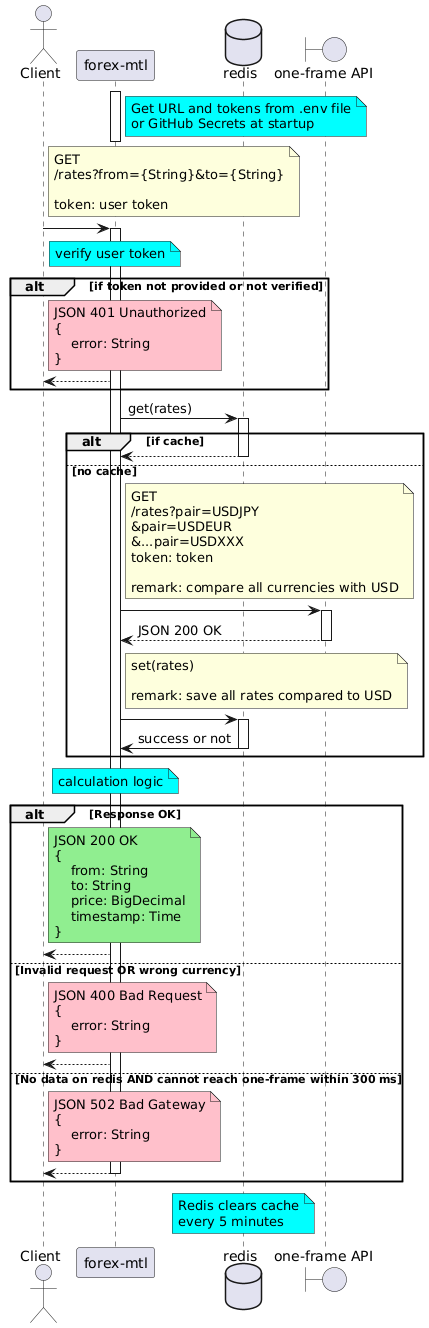 Client
forex-mtl
redis
one-frame API
Get URL and tokens from .env file
or GitHub Secrets at startup
GET
/rates?from={String}&to={String}
token: user token
verify user token
alt
[if token not provided or not verified]
JSON 401 Unauthorized
{
error: String
}
get(rates)
alt
[if cache]
[no cache]
GET
/rates?pair=USDJPY
&pair=USDEUR
&...pair=USDXXX
token: token
remark: compare all currencies with USD
JSON 200 OK
set(rates)
remark: save all rates compared to USD
success or not
calculation logic
alt
[Response OK]
JSON 200 OK
{
from: String
to: String
price: BigDecimal
timestamp: Time
}
[Invalid request OR wrong currency]
JSON 400 Bad Request
{
error: String
}
[No data on redis AND cannot reach one-frame within 300 ms]
JSON 502 Bad Gateway
{
error: String
}
Redis clears cache
every 5 minutes
Client
forex-mtl
redis
one-frame API